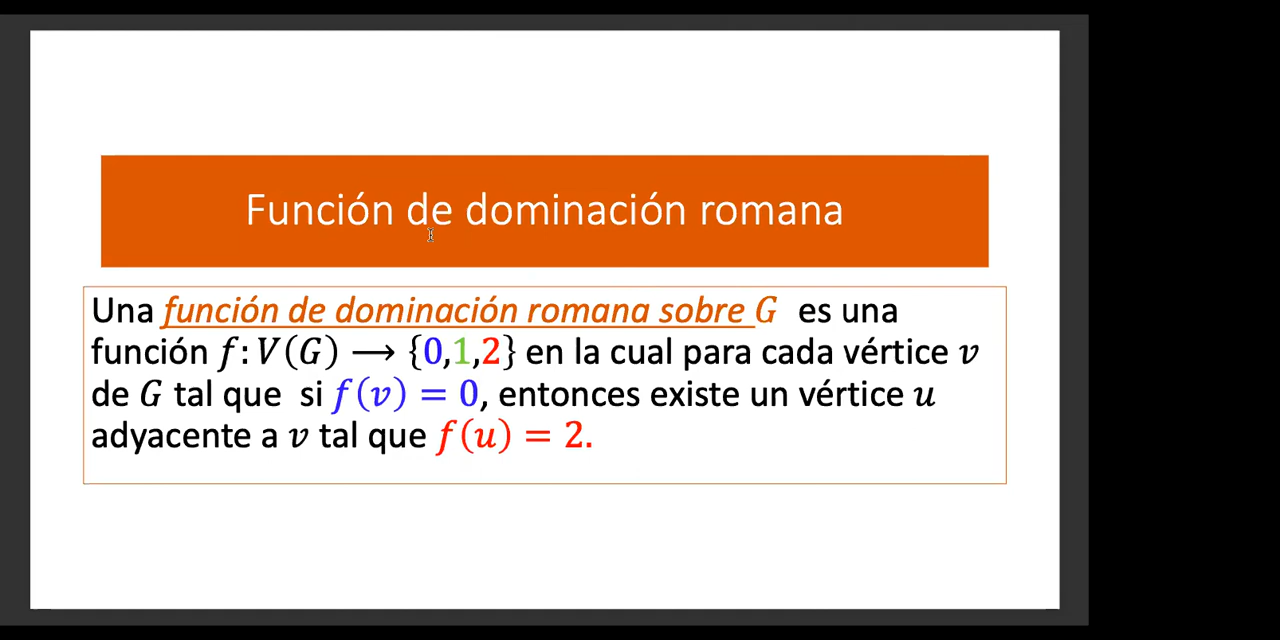 Función de dominación romana
Una función de dominación romana sobre G es una
función f: V(G) ⟶ {0,1,2} en la cual para cada vértice v
de G tal que si f(v) = 0, entonces existe un vértice u
adyacente a v tal que f(u) = 2.